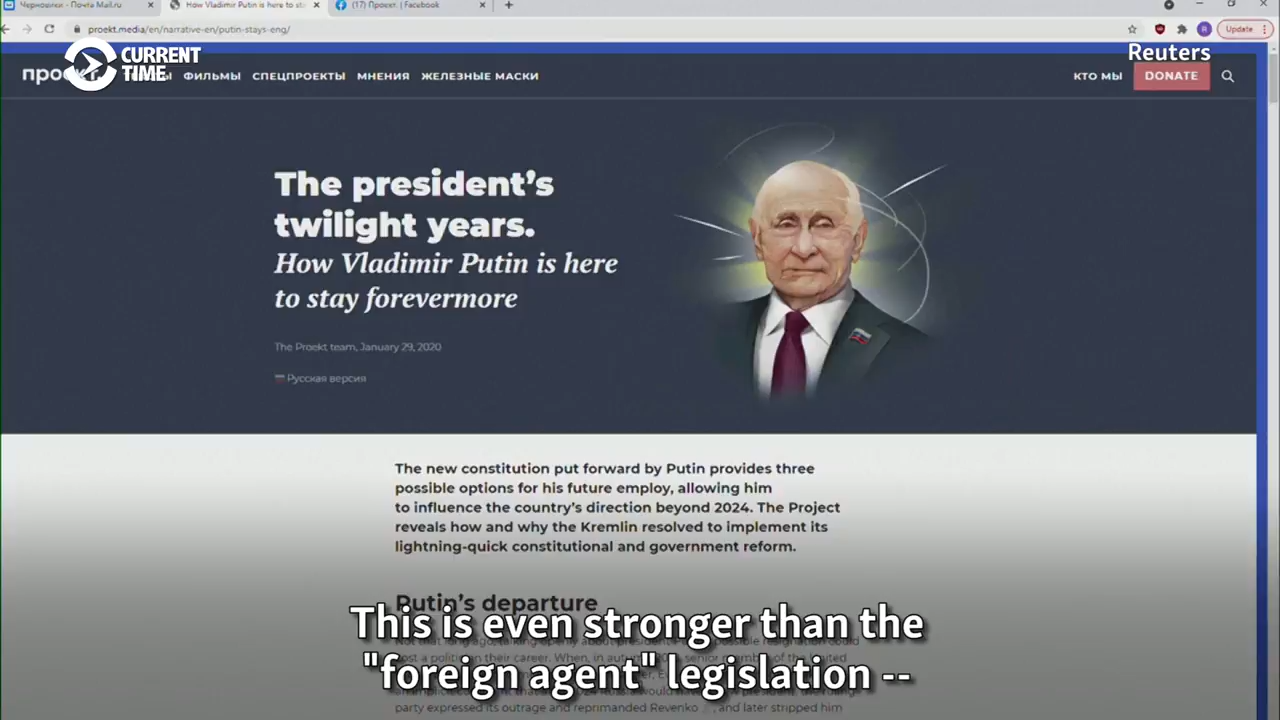 Черновики - Почта Mail.ru
How Vladimir Putin is here to sta
(17) Проект. | Facebook
proekt.media/en/narrative-en/putin-stays-eng/
Update
CURRENT
TIME
Reuters
ФИЛЬМЫ
СПЕЦПРОЕКТЫ
МНЕНИЯ
ЖЕЛЕЗНЫЕ МАСКИ
КТО МЫ
DONATE
The president's
twilight years.
How Vladimir Putin is here
to stay forevermore
The Proekt team, January 29, 2020
Русская версия
The new constitution put forward by Putin provides three
possible options for his future employ, allowing him
to influence the country's direction beyond 2024. The Project
reveals how and why the Kremlin resolved to implement its
lightning-quick constitutional and government reform.
Putin's departure
This is even stronger than the
"foreign agent" legislation --
party expressed its outrage and reprimanded Revenko, and later stripped him